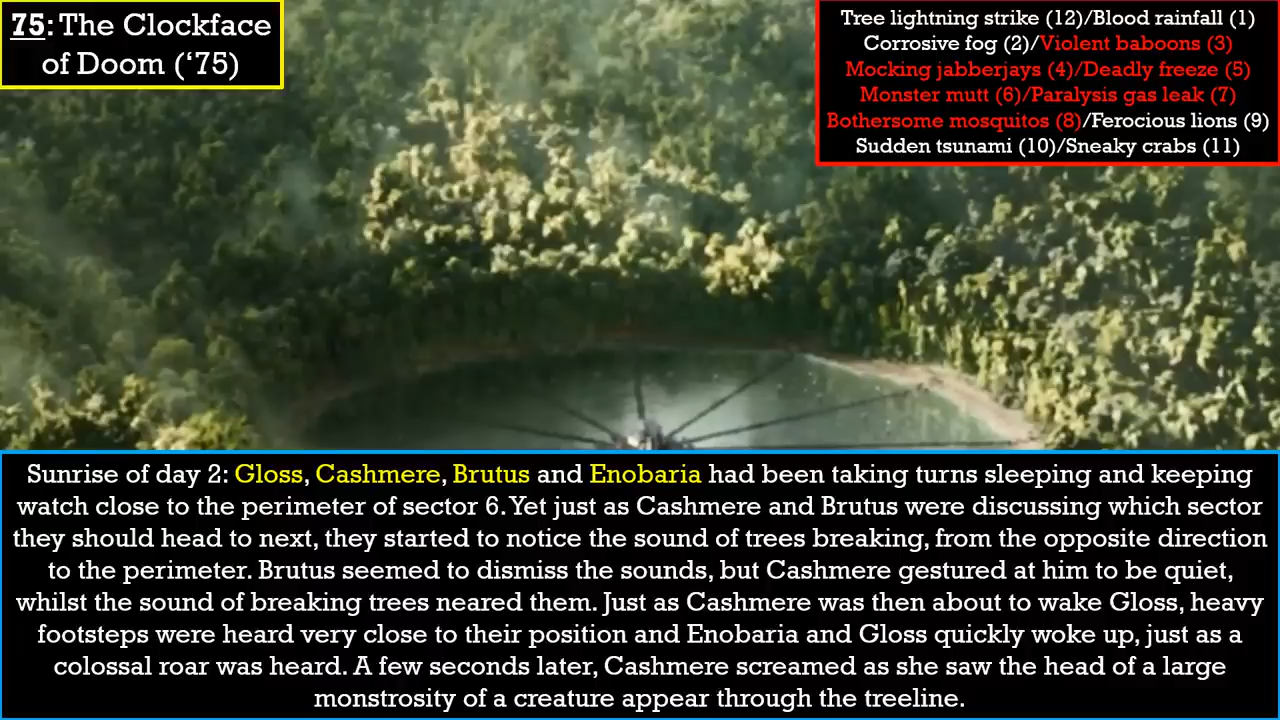 75: The Clockface
of Doom (‘75)
Tree lightning strike (12)/Blood rainfall (1)
Corrosive fog (2)/Violent baboons (3)
Mocking jabberjays (4)/Deadly freeze (5)
Monster mutt (6)/Paralysis gas leak (7)
Bothersome mosquitos (8)/Ferocious lions (9)
Sudden tsunami (10)/Sneaky crabs (11)
Sunrise of day 2: Gloss, Cashmere, Brutus and Enobaria had been taking turns sleeping and keeping
watch close to the perimeter of sector 6. Yet just as Cashmere and Brutus were discussing which sector
they should head to next, they started to notice the sound of trees breaking, from the opposite direction
to the perimeter. Brutus seemed to dismiss the sounds, but Cashmere gestured at him to be quiet,
whilst the sound of breaking trees neared them. Just as Cashmere was then about to wake Gloss, heavy
footsteps were heard very close to their position and Enobaria and Gloss quickly woke up, just as a
colossal roar was heard. A few seconds later, Cashmere screamed as she saw the head of a large
monstrosity of a creature appear through the treeline.